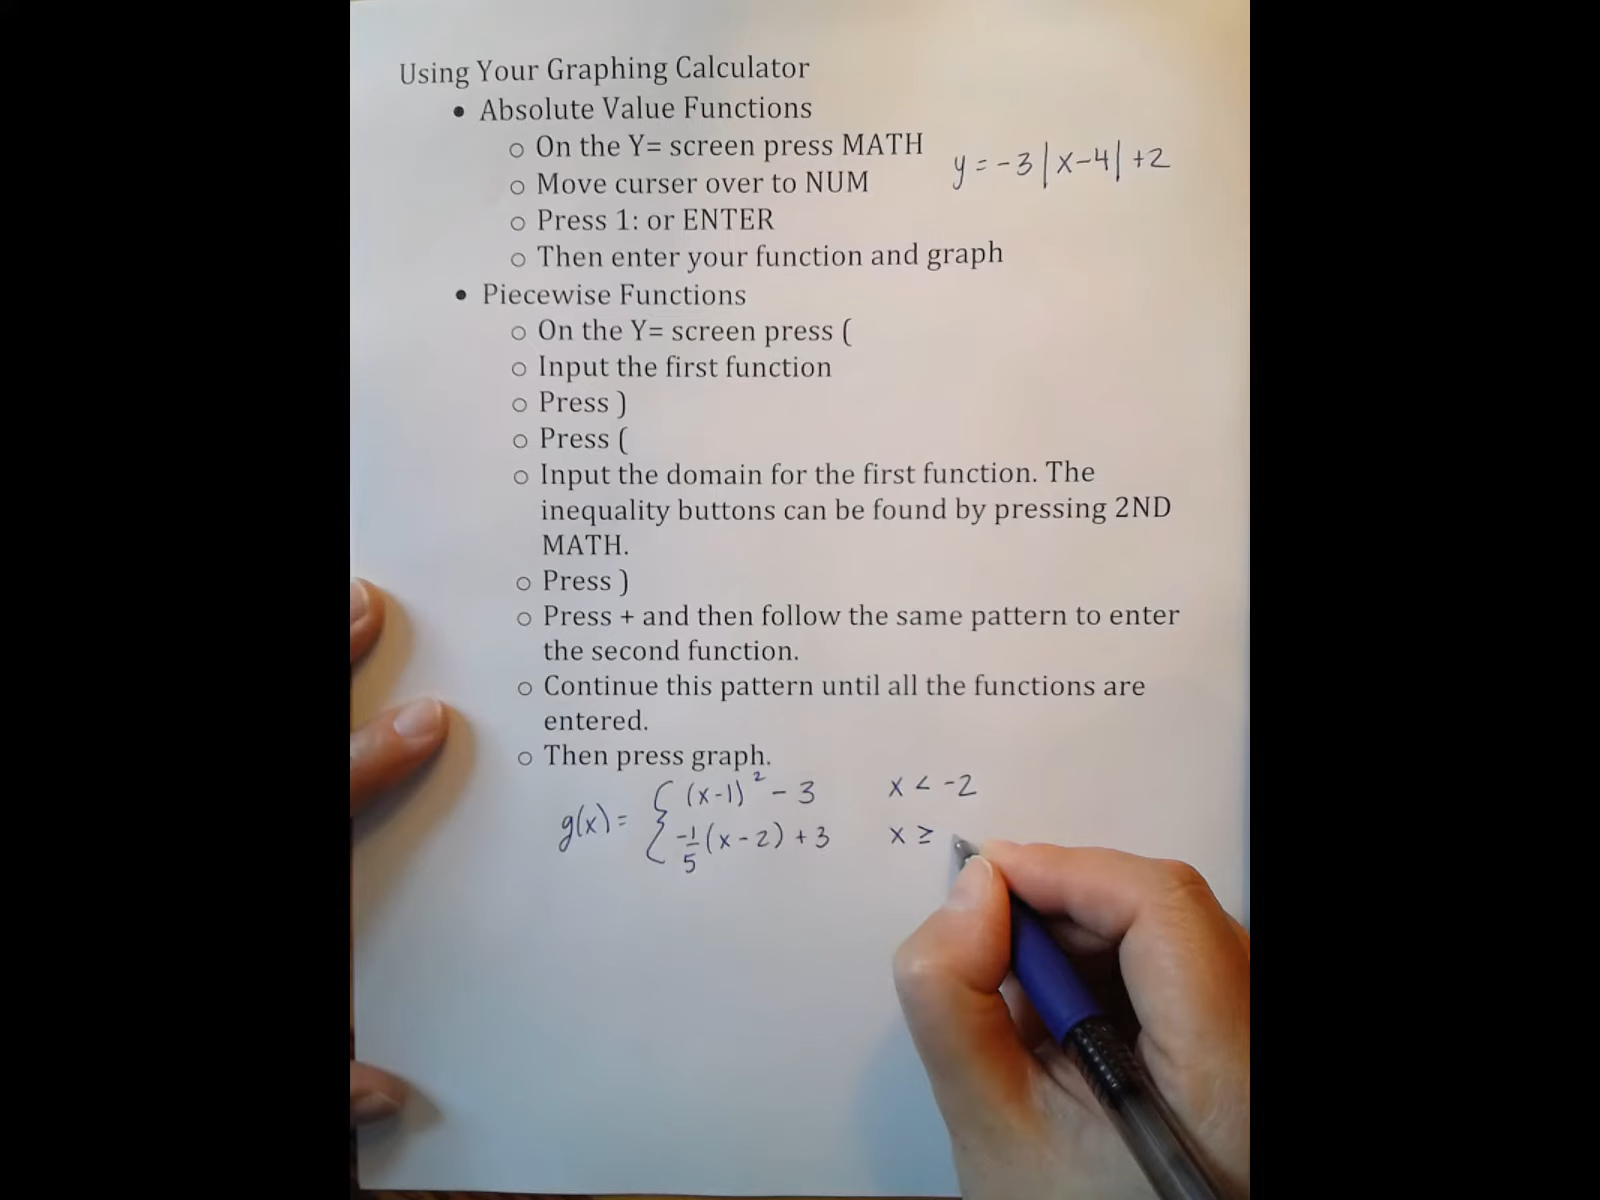 Using Your Graphing Calculator
• Absolute Value Functions
○ On the Y= screen press MATH
y = -3|x-4|+2
○ Move curser over to NUM
○ Press 1: or ENTER
○ Then enter your function and graph
• Piecewise Functions
○ On the Y= screen press (
○ Input the first function
○ Press )
○ Press (
○ Input the domain for the first function. The
inequality buttons can be found by pressing 2ND
MATH.
○ Press )
○ Press + and then follow the same pattern to enter
the second function.
○ Continue this pattern until all the functions are
entered.
○ Then press graph.
g(x) = { (x-1)² - 3 x < -2
-1/5 (x-2) + 3 x ≥